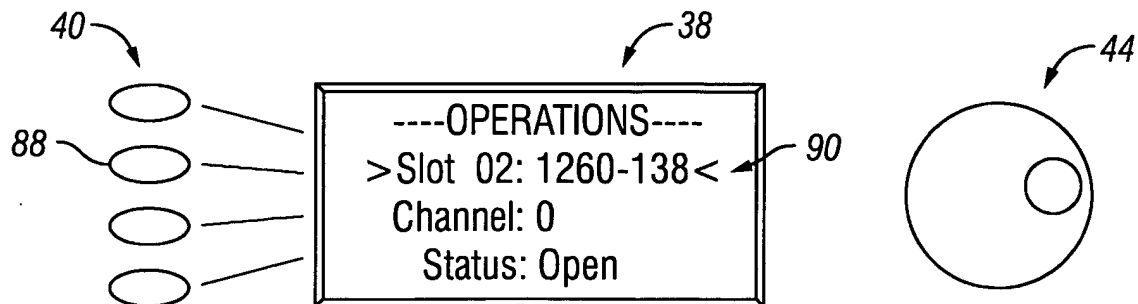 40
38
44
88
90
----OPERATIONS----
>Slot 02: 1260-138<
Channel: 0
Status: Open